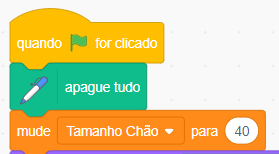 quando for clicado
apague tudo
mude Tamanho Chão para 40